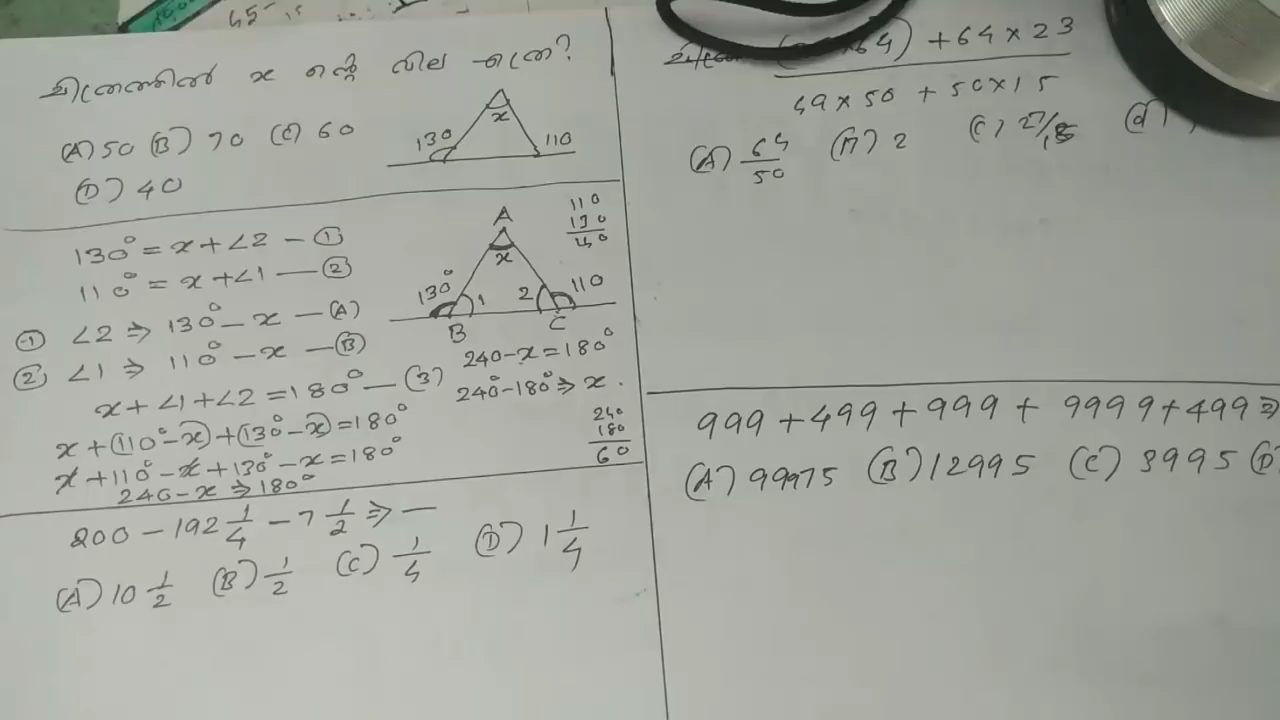 45
ചിത്രത്തിൽ x ന്റെ വില എത്ര?
(A) 50 (B) 70 (C) 60
(D) 40
130 x 110
130° = x + ∠2 — ①
110° = x + ∠1 — ②
① ∠2 ⇒ 130° – x — (A)
② ∠1 ⇒ 110° – x — (B)
x + ∠1 + ∠2 = 180° — (3)
x + (110° – x) + (130° – x) = 180°
x + 110° – x + 130° – x = 180°
240 – x ⇒ 180°
A
x
130° 1 2 110
B C
110
130
240 – x = 180°
240° – 180° ⇒ x .
240
180
60
200 – 192 1/4 – 7 1/2 ⇒ —
(A) 10 1/2 (B) 1/2 (C) 1/4 (D) 1 1/4
64) + 64 × 23
49 × 50 + 50 × 15
(A) 64/50 (B) 2 (C)
999 + 499 + 999 + 9999 + 499 ⇒
(A) 99975 (B) 12995 (C) 3995 (D)